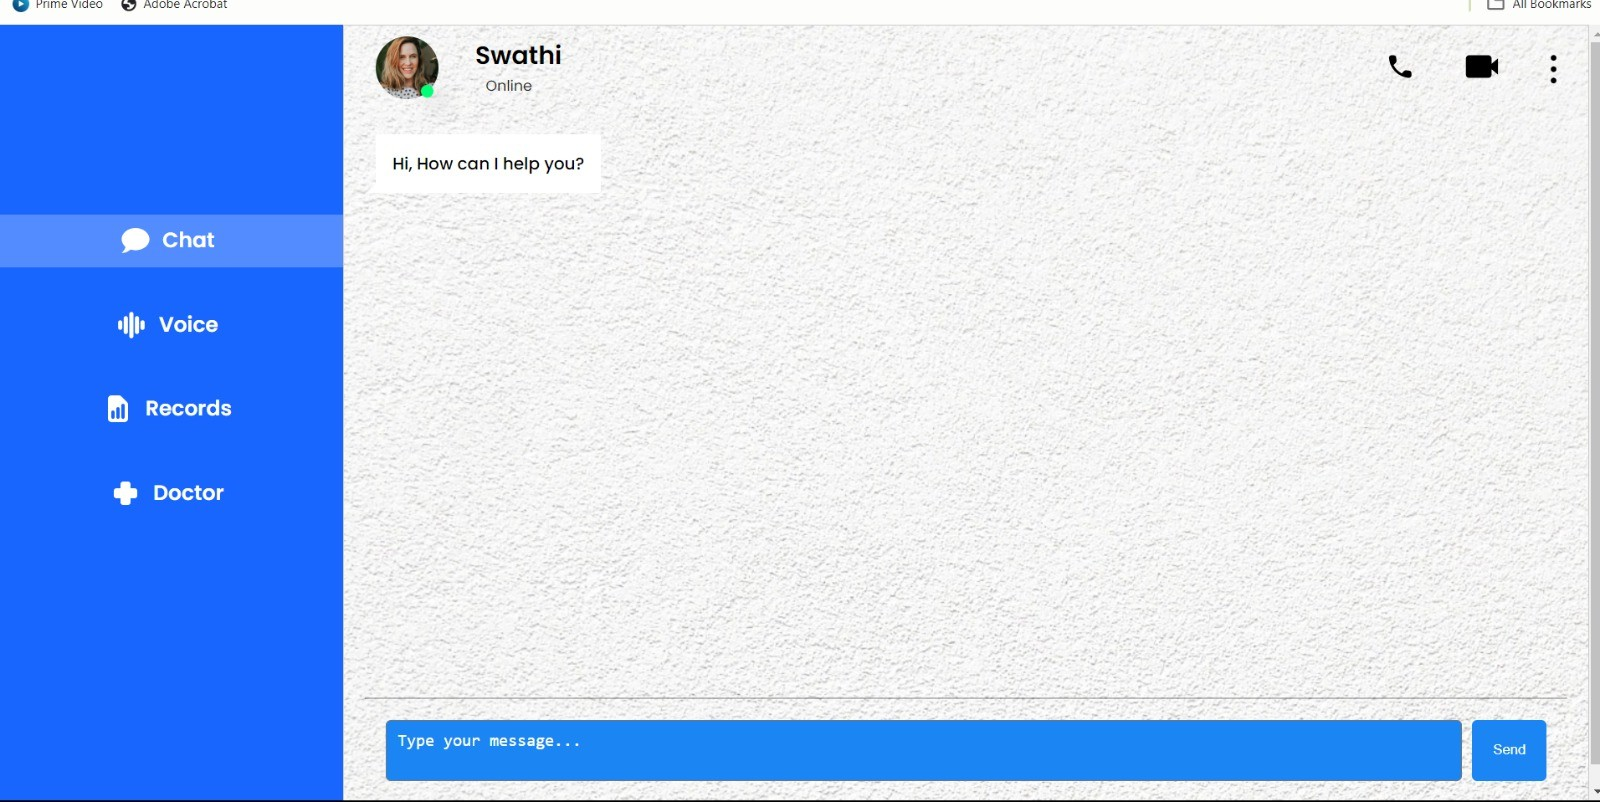 Prime Video
Adobe Acrobat
All Bookmarks
Swathi
Online
Hi, How can I help you?
Chat
Voice
Records
Doctor
Type your message...
Send